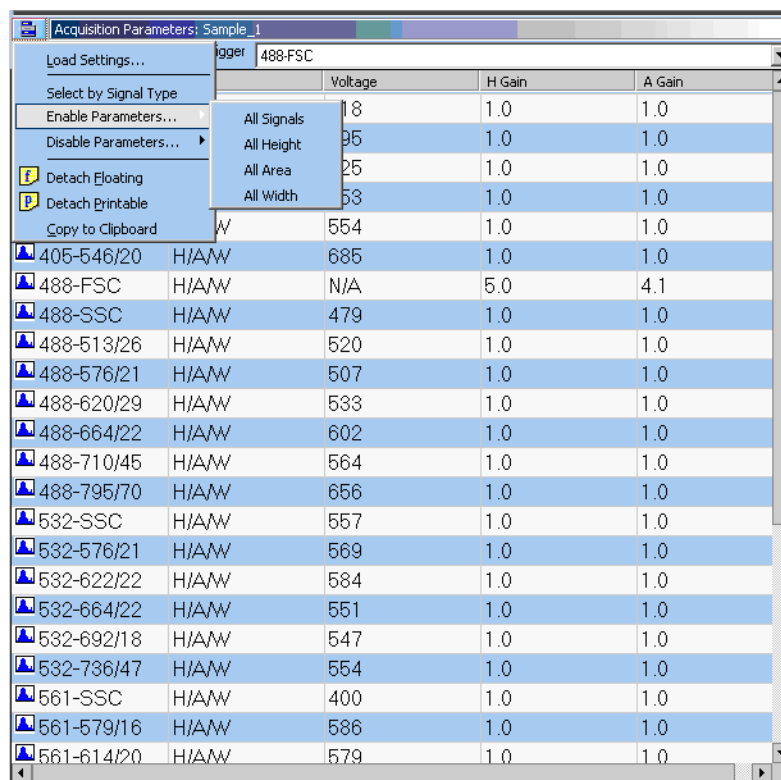 Acquisition Parameters: Sample_1
488-FSC
Load Settings...
Voltage H Gain A Gain
Select by Signal Type
Enable Parameters...
All Signals
1.0 1.0
Disable Parameters...
All Height
1.0 1.0
All Area
1.0 1.0
f Detach Floating
All Width
1.0 1.0
P Detach Printable
Copy to Clipboard
554 1.0 1.0
405-546/20 H/A/W 685 1.0 1.0
488-FSC H/A/W N/A 5.0 4.1
488-SSC H/A/W 479 1.0 1.0
488-513/26 H/A/W 520 1.0 1.0
488-576/21 H/A/W 507 1.0 1.0
488-620/29 H/A/W 533 1.0 1.0
488-664/22 H/A/W 602 1.0 1.0
488-710/45 H/A/W 564 1.0 1.0
488-795/70 H/A/W 656 1.0 1.0
532-SSC H/A/W 557 1.0 1.0
532-576/21 H/A/W 569 1.0 1.0
532-622/22 H/A/W 584 1.0 1.0
532-664/22 H/A/W 551 1.0 1.0
532-692/18 H/A/W 547 1.0 1.0
532-736/47 H/A/W 554 1.0 1.0
561-SSC H/A/W 400 1.0 1.0
561-579/16 H/A/W 586 1.0 1.0
561-614/20 H/A/W 579 1.0 1.0